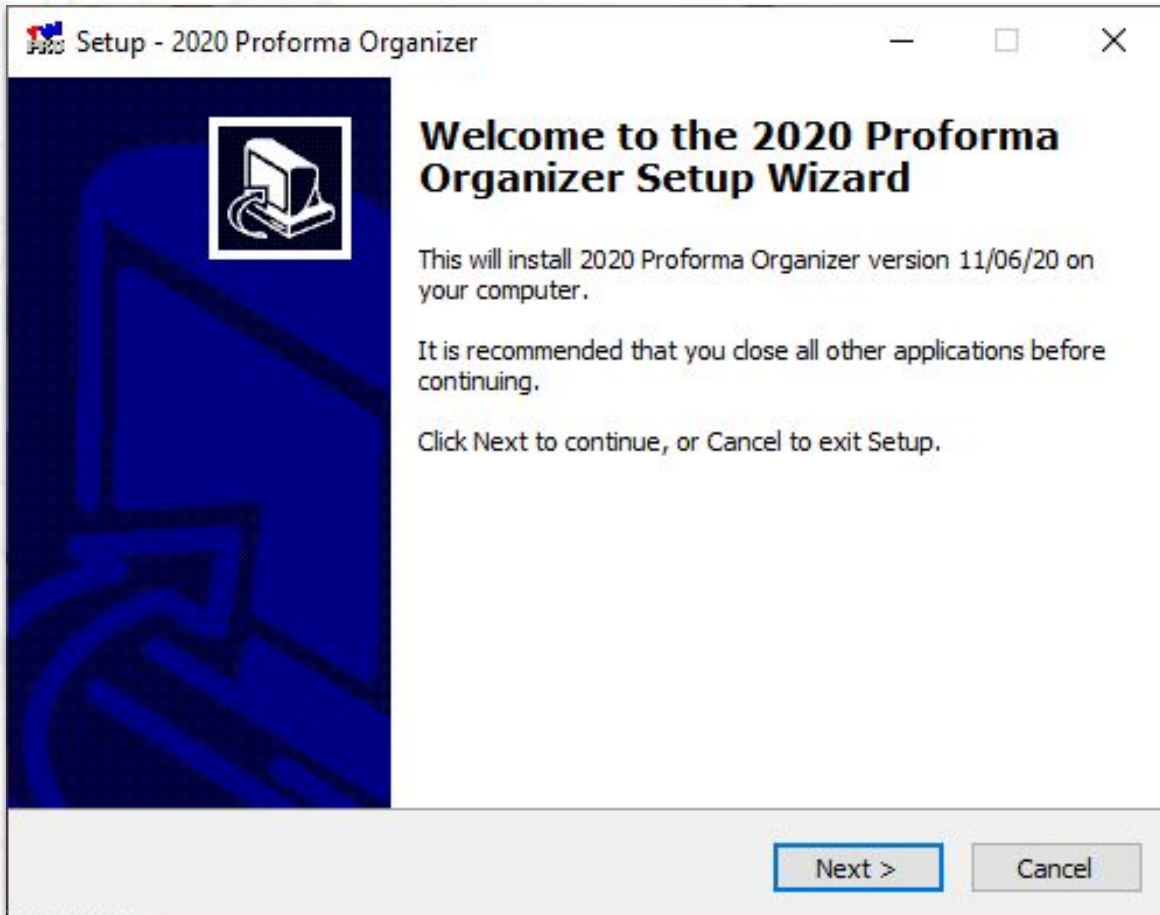 Setup - 2020 Proforma Organizer
Welcome to the 2020 Proforma
Organizer Setup Wizard
This will install 2020 Proforma Organizer version 11/06/20 on
your computer.
It is recommended that you close all other applications before
continuing.
Click Next to continue, or Cancel to exit Setup.
Next >
Cancel